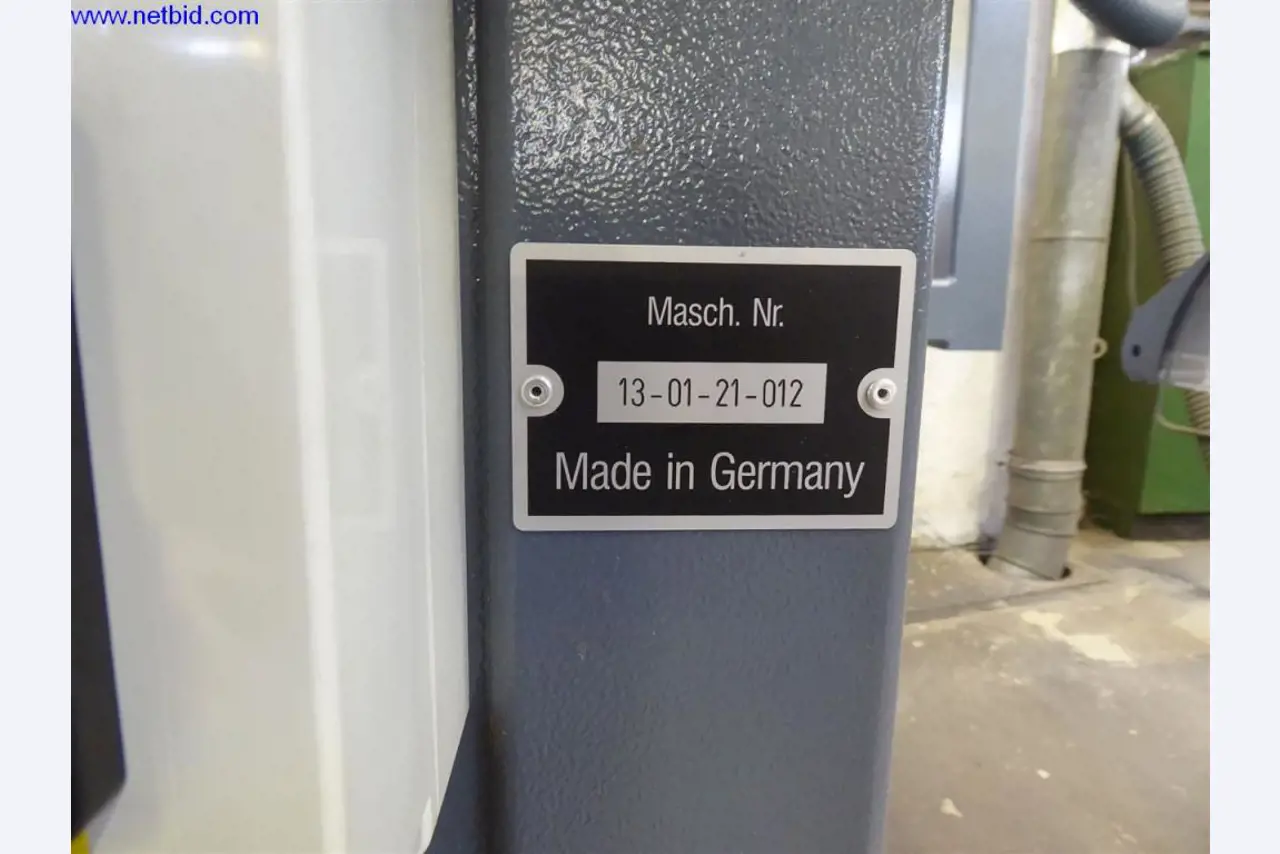 www.netbid.com
Masch. Nr.
13-01-21-012
Made in Germany